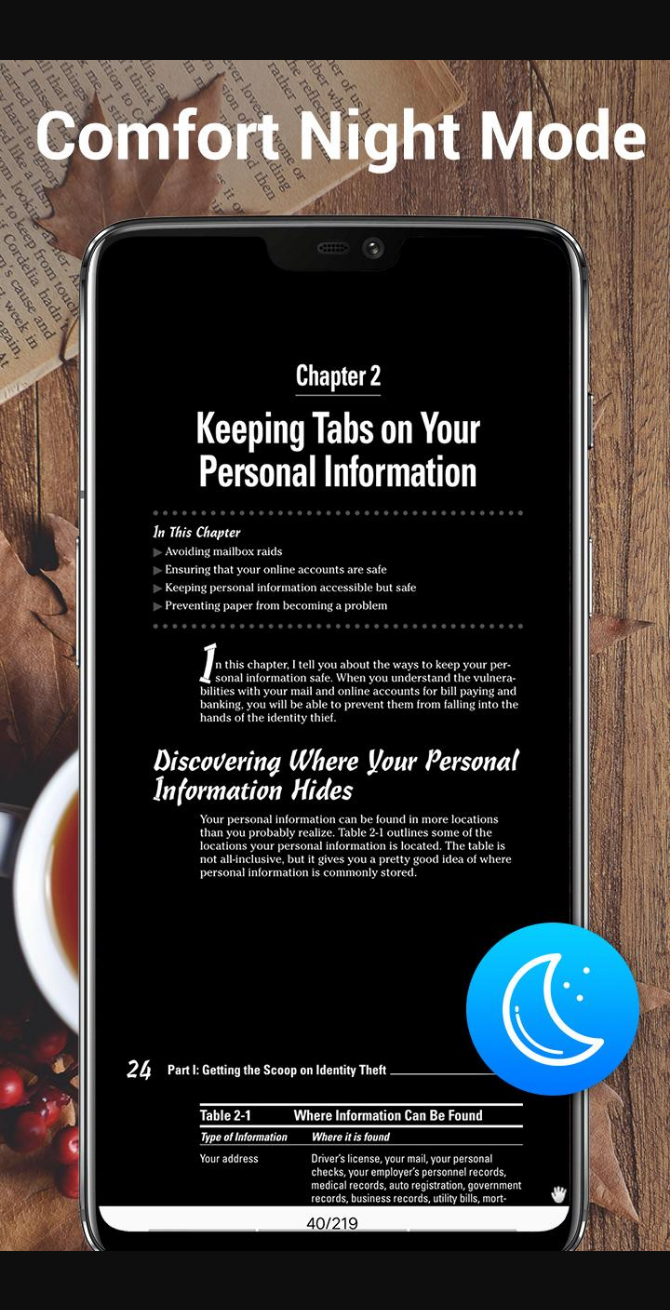 Comfort Night Mode
Chapter 2
Keeping Tabs on Your
Personal Information
In This Chapter
Avoiding mailbox raids
Ensuring that your online accounts are safe
Keeping personal information accessible but safe
Preventing paper from becoming a problem
In this chapter, I tell you about the ways to keep your per-
sonal information safe. When you understand the vulnera-
bilities with your mail and online accounts for bill paying and
banking, you will be able to prevent them from falling into the
hands of the identity thief.
Discovering Where Your Personal
Information Hides
Your personal information can be found in more locations
than you probably realize. Table 2-1 outlines some of the
locations your personal information is located. The table is
not all-inclusive, but it gives you a pretty good idea of where
personal information is commonly stored.
24 Part I: Getting the Scoop on Identity Theft
Table 2-1 Where Information Can Be Found
Type of Information Where it is found
Your address Driver's license, your mail, your personal
checks, your employer's personnel records,
medical records, auto registration, government
records, business records, utility bills, mort-
40/219